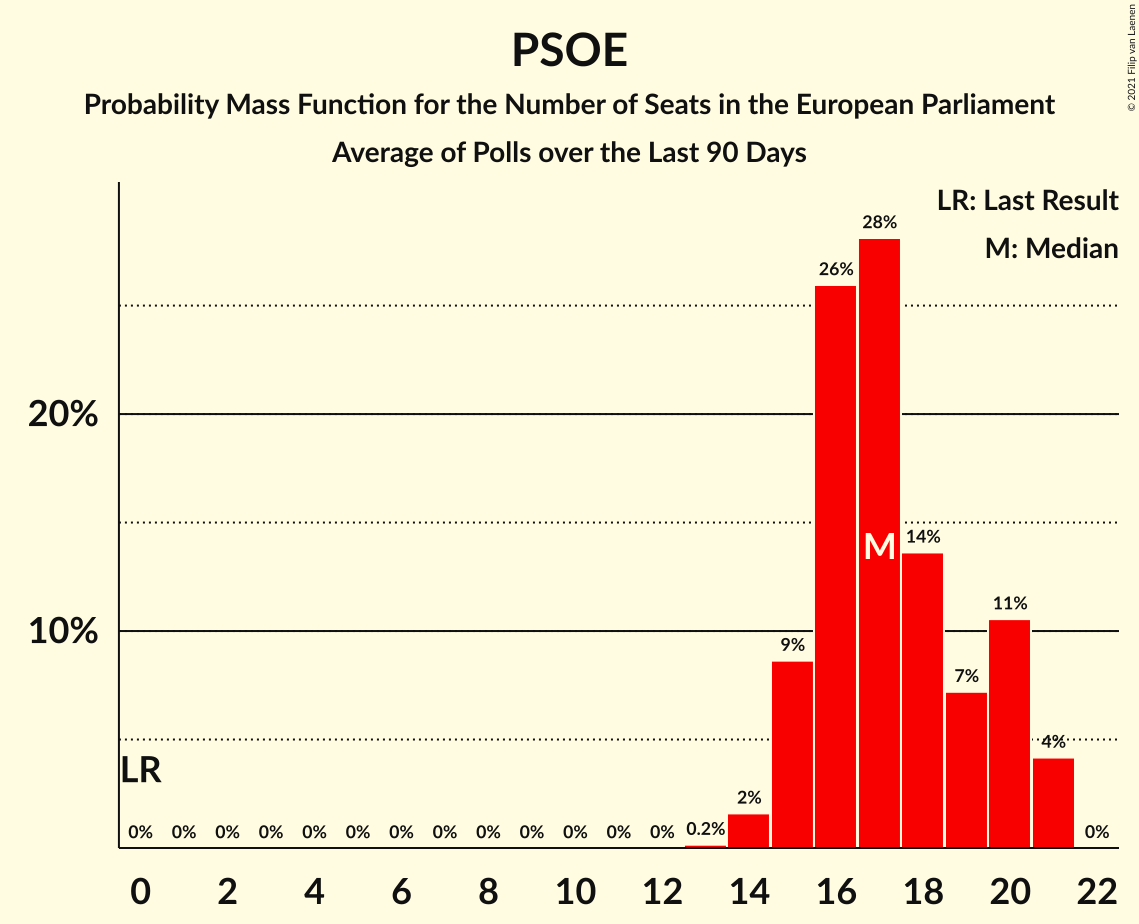 PSOE
Probability Mass Function for the Number of Seats in the European Parliament
Average of Polls over the Last 90 Days
© 2021 Filip van Laenen
LR: Last Result
M: Median
28%
26%
20%
M
14%
11%
10%
9%
7%
4%
LR
2%
0% 0% 0% 0% 0% 0% 0% 0% 0% 0% 0% 0% 0% 0.2% 0%
0 2 4 6 8 10 12 14 16 18 20 22